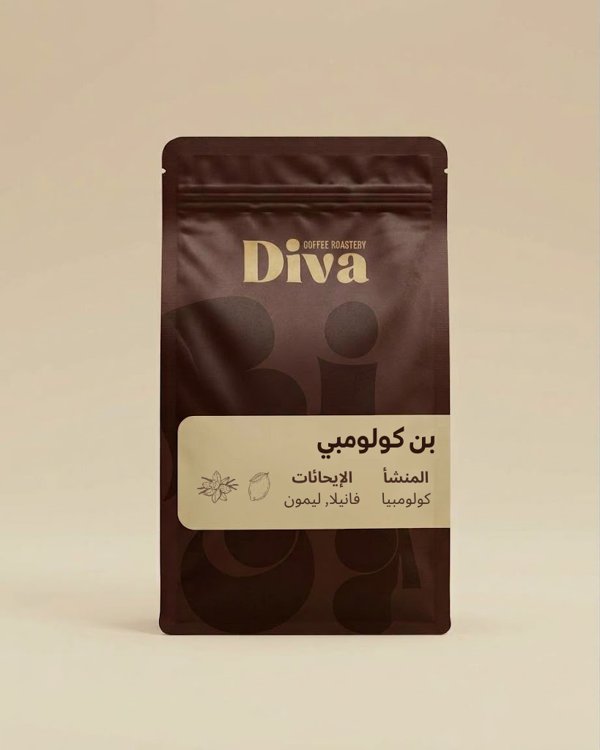 COFFEE ROASTERY
Diva
بن كولومبي
المنشأ الإيحائات
كولومبيا فانيلا, ليمون